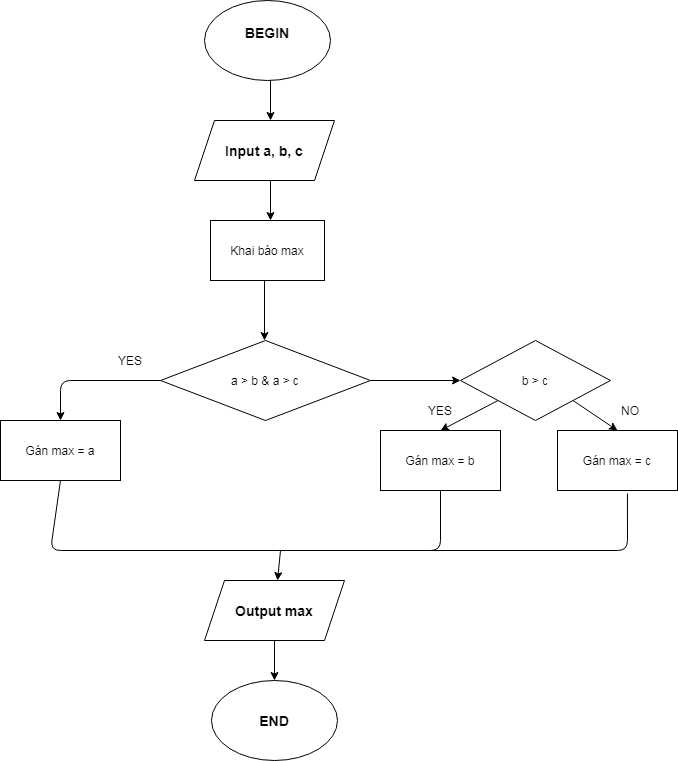 BEGIN
Input a, b, c
Khai báo max
YES
a > b & a > c
b > c
YES
NO
Gán max = a
Gán max = b
Gán max = c
Output max
END